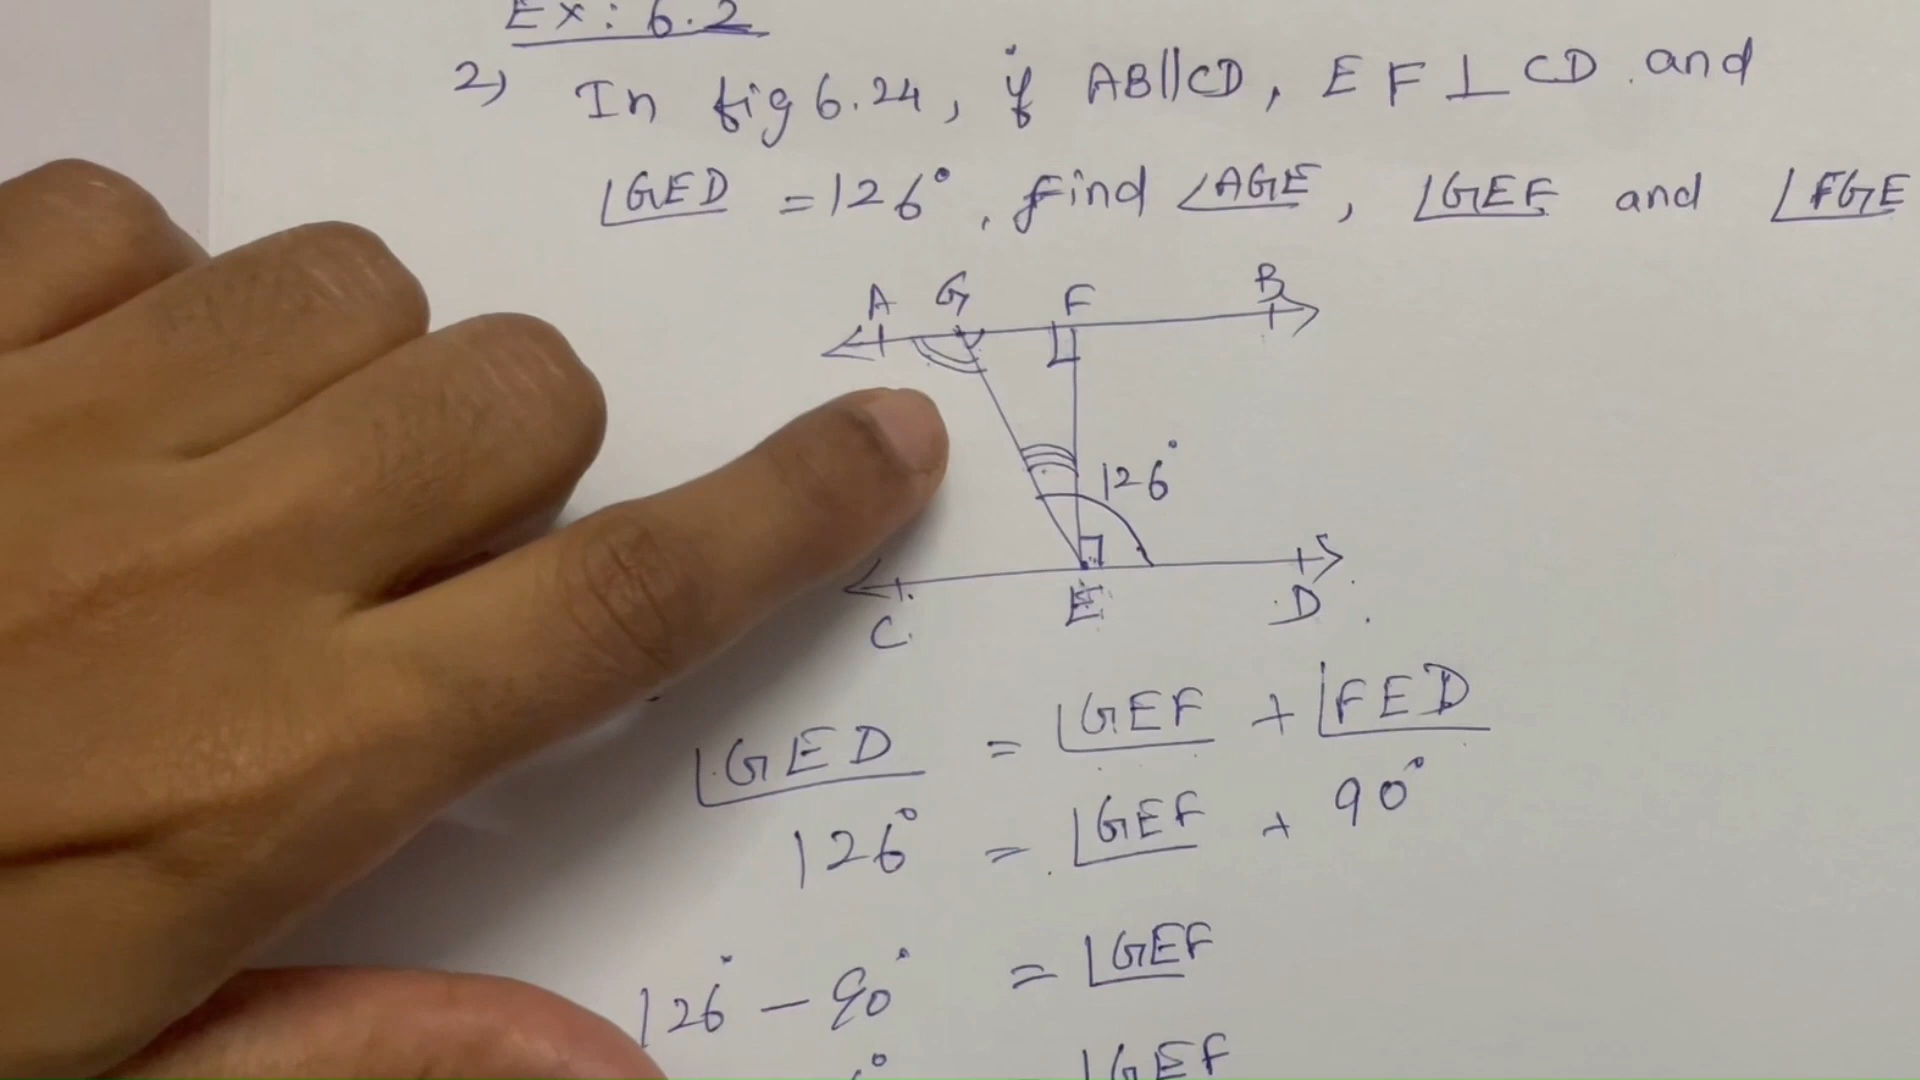 Ex: 6.2
2) In fig 6.24, if AB||CD, EF⊥CD and
∠GED = 126°. Find ∠AGE, ∠GEF and ∠FGE
A G F B
126°
E
C D
∠GED = ∠GEF + ∠FED
126° = ∠GEF + 90°
126° - 90° = ∠GEF
∠GEF